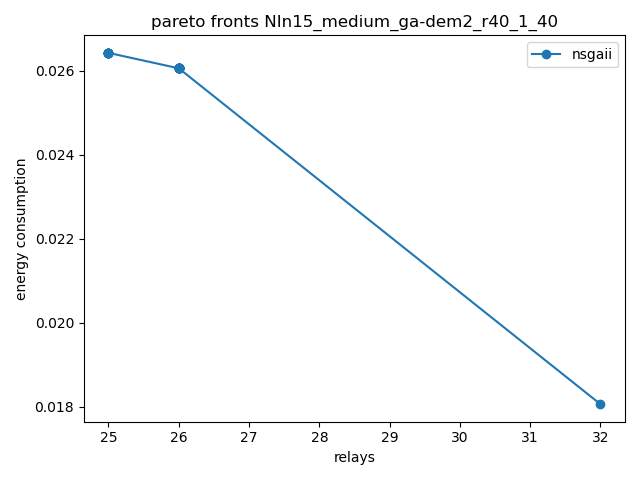 pareto fronts NIn15_medium_ga-dem2_r40_1_40
nsgaii
energy consumption
0.026
0.024
0.022
0.020
0.018
25 26 27 28 29 30 31 32
relays